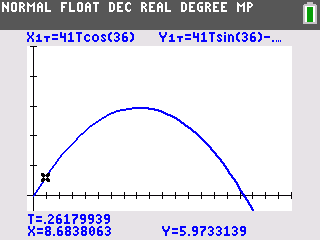 NORMAL FLOAT DEC REAL DEGREE MP
X1T=41Tcos(36) Y1T=41Tsin(36)-…
T=.26179939
X=8.6838063 Y=5.9733139